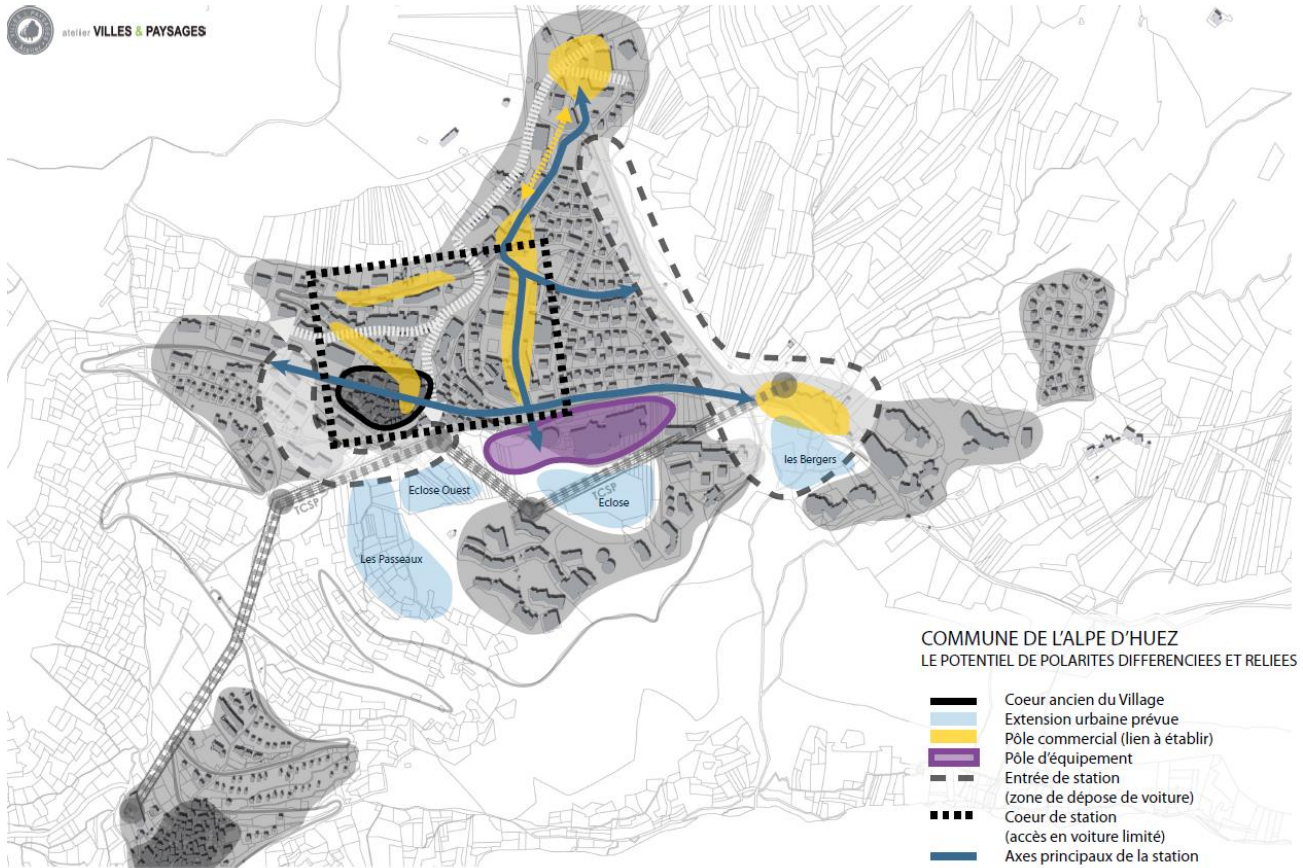 atelier VILLES & PAYSAGES
TCSP
Eclose Ouest
TCSP
Eclose
les Bergers
Les Passeaux
COMMUNE DE L'ALPE D'HUEZ
LE POTENTIEL DE POLARITES DIFFERENCIEES ET RELIEES
Coeur ancien du Village
Extension urbaine prévue
Pôle commercial (lien à établir)
Pôle d'équipement
Entrée de station
(zone de dépose de voiture)
Coeur de station
(accès en voiture limité)
Axes principaux de la station